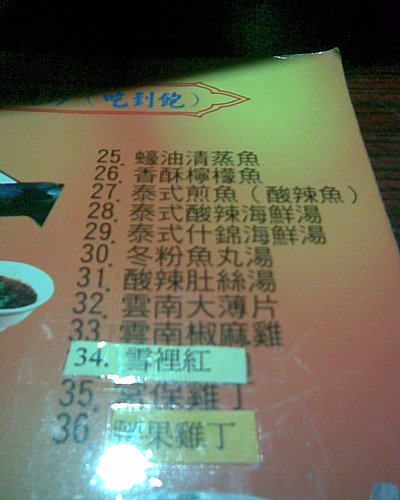 （吃到飽）
25. 蠔油清蒸魚
26. 香酥檸檬魚
27. 泰式煎魚（酸辣魚）
28. 泰式酸辣海鮮湯
29. 泰式什錦海鮮湯
30. 冬粉魚丸湯
31. 酸辣肚絲湯
32. 雲南大薄片
33. 雲南椒麻雞
34. 雪裡紅
35. 保雞丁
36. 果雞丁